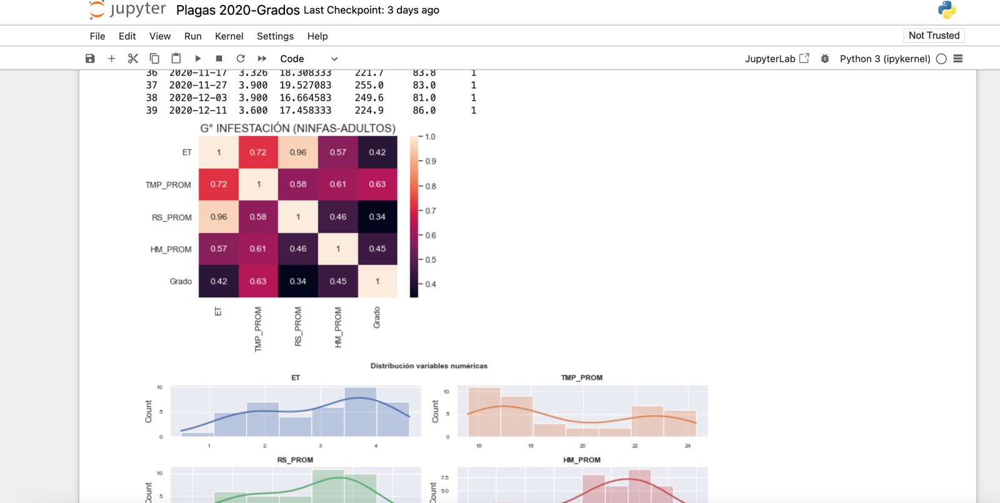 jupyter Plagas 2020-Grados Last Checkpoint: 3 days ago
File Edit View Run Kernel Settings Help Not Trusted
Code JupyterLab Python 3 (ipykernel)
36 2020-11-17 3.326 18.308333 221.7 83.8 1
37 2020-11-27 3.900 19.527083 255.0 83.0 1
38 2020-12-03 3.900 16.664583 249.6 81.0 1
39 2020-12-11 3.600 17.458333 224.9 86.0 1
G° INFESTACIÓN (NINFAS-ADULTOS)
ET 1 0.72 0.96 0.57 0.42
TMP_PROM 0.72 1 0.58 0.61 0.63
RS_PROM 0.96 0.58 1 0.46 0.34
HM_PROM 0.57 0.61 0.46 1 0.45
Grado 0.42 0.63 0.34 0.45 1
ET TMP_PROM RS_PROM HM_PROM Grado
1.0
0.9
0.8
0.7
0.6
0.5
0.4
Distribución variables numéricas
ET
Count
10
5
0
1 2 3 4
TMP_PROM
Count
10
5
0
16 18 20 22 24
RS_PROM
Count
10
5
HM_PROM
Count
7.5
5.0